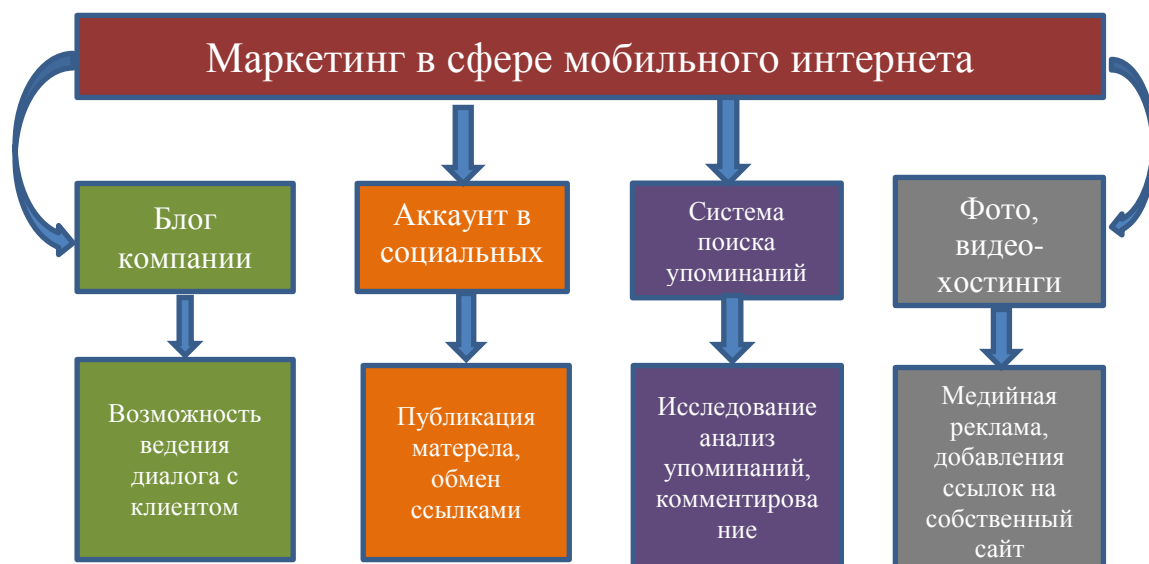 Маркетинг в сфере мобильного интернета
Блог
компании
Аккаунт в
социальных
Система
поиска
упоминаний
Фото,
видео-
хостинги
Возможность
ведения
диалога с
клиентом
Публикация
матерела,
обмен
ссылками
Исследование
анализ
упоминаний,
комментирова
ние
Медийная
реклама,
добавления
ссылок на
собственный
сайт